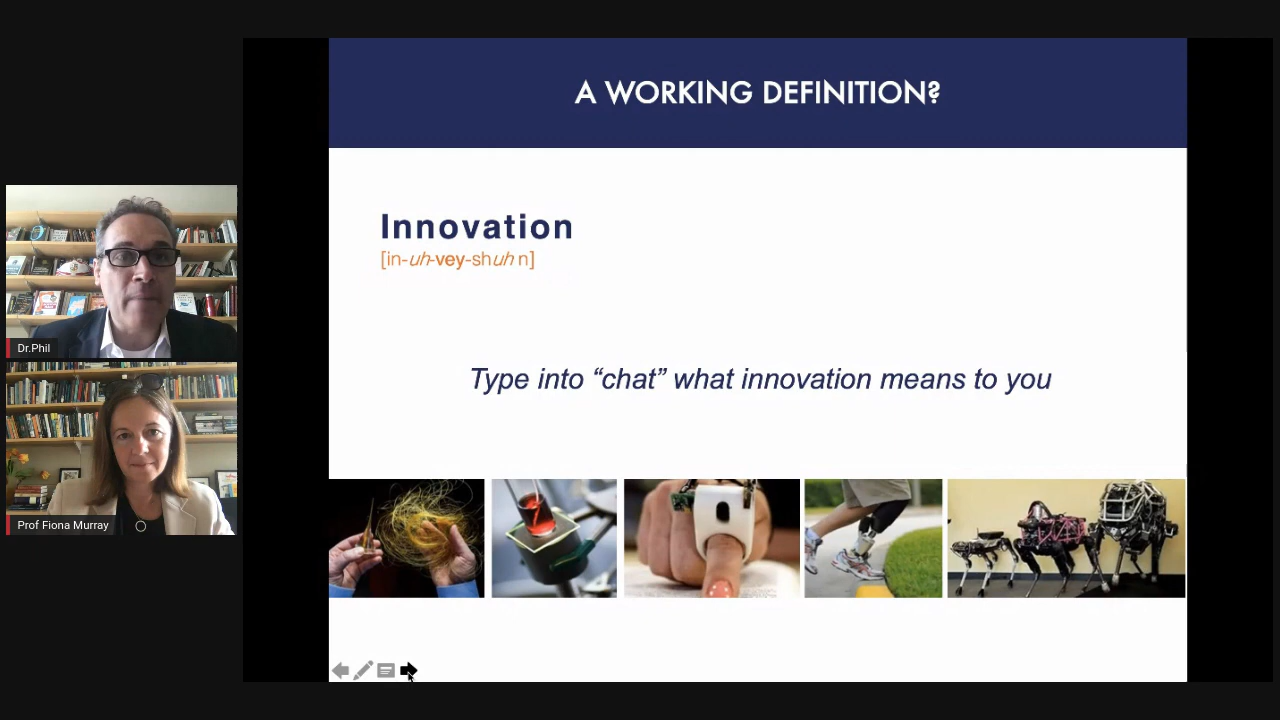 A WORKING DEFINITION?
Innovation
[in-uh-vey-shuh n]
Type into “chat” what innovation means to you
Dr.Phil
Prof Fiona Murray